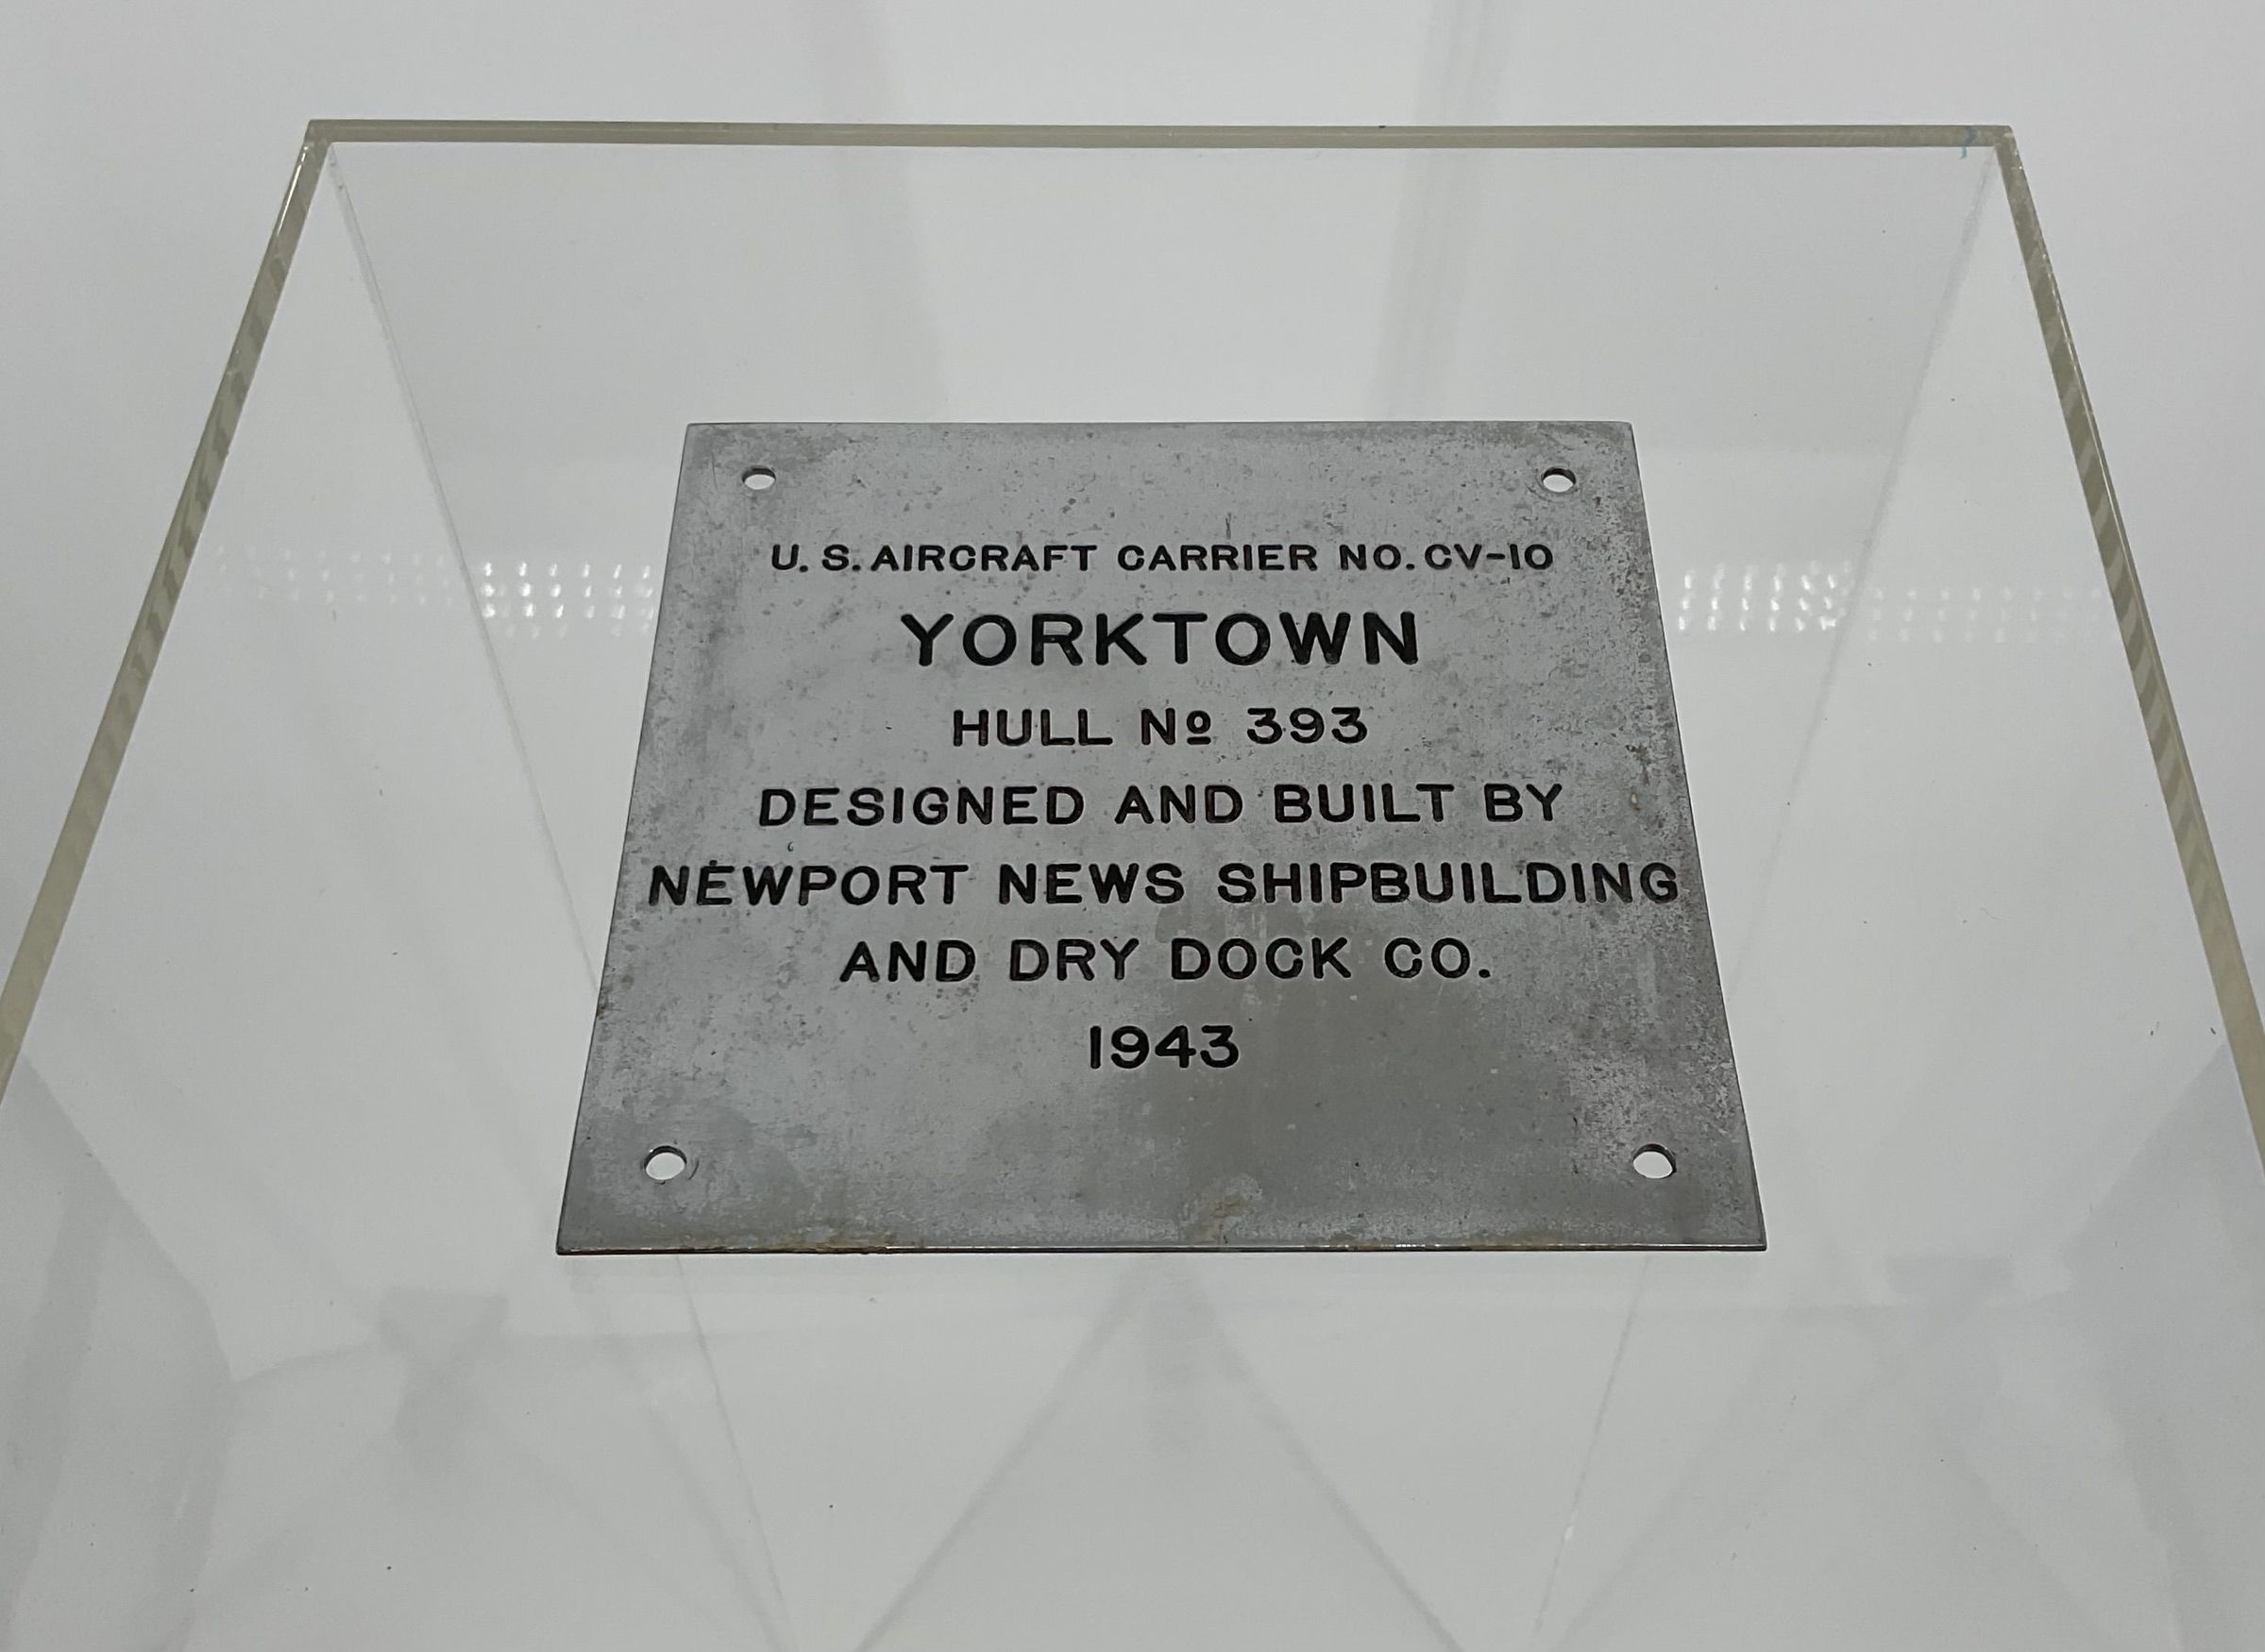 U. S. AIRCRAFT CARRIER NO. CV-10
YORKTOWN
HULL Nº 393
DESIGNED AND BUILT BY
NEWPORT NEWS SHIPBUILDING
AND DRY DOCK CO.
1943